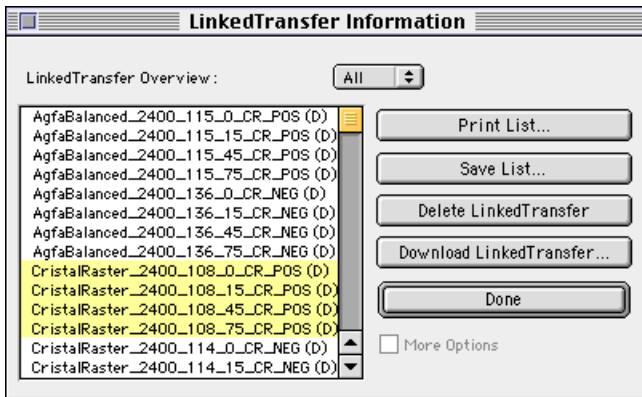 LinkedTransfer Information
LinkedTransfer Overview : All
AgfaBalanced_2400_115_0_CR_POS (D)
AgfaBalanced_2400_115_15_CR_POS (D)
AgfaBalanced_2400_115_45_CR_POS (D)
AgfaBalanced_2400_115_75_CR_POS (D)
AgfaBalanced_2400_136_0_CR_NEG (D)
AgfaBalanced_2400_136_15_CR_NEG (D)
AgfaBalanced_2400_136_45_CR_NEG (D)
AgfaBalanced_2400_136_75_CR_NEG (D)
CristalRaster_2400_108_0_CR_POS (D)
CristalRaster_2400_108_15_CR_POS (D)
CristalRaster_2400_108_45_CR_POS (D)
CristalRaster_2400_108_75_CR_POS (D)
CristalRaster_2400_114_0_CR_NEG (D)
CristalRaster_2400_114_15_CR_NEG (D)
Print List...
Save List...
Delete LinkedTransfer
Download LinkedTransfer...
Done
More Options